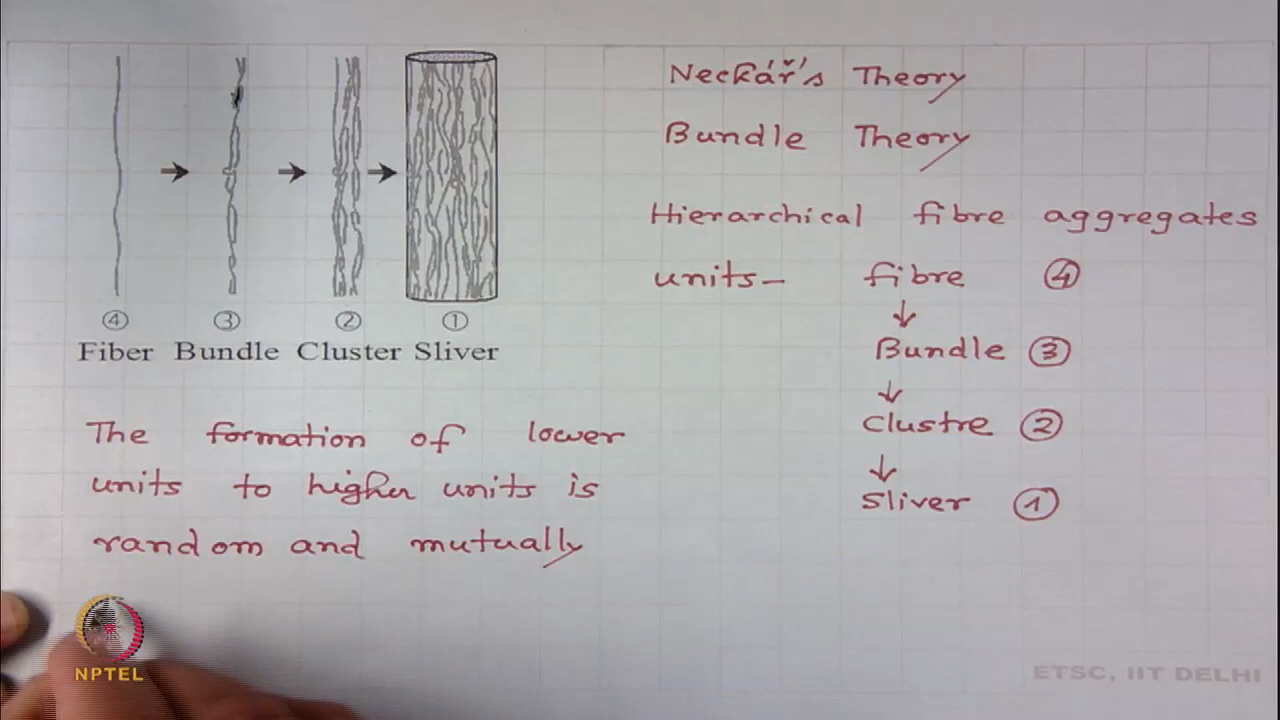 ④ ③ ② ①
Fiber Bundle Cluster Sliver
The formation of lower
units to higher units is
random and mutually
Neckář's Theory
Bundle Theory
Hierarchical fibre aggregates
units- fibre ④
↓
Bundle ③
↓
Clustre ②
↓
Sliver ①
NPTEL
ETSC, IIT DELHI